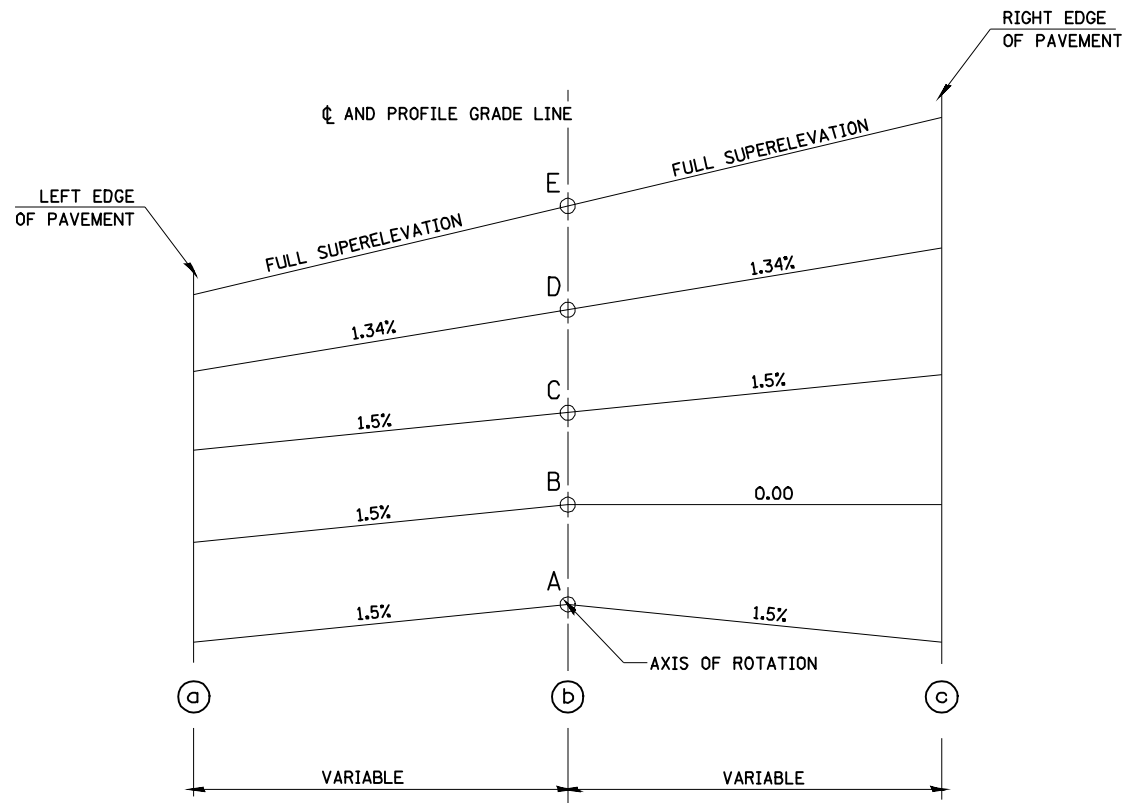 RIGHT EDGE
OF PAVEMENT
℄ AND PROFILE GRADE LINE
FULL SUPERELEVATION
E
LEFT EDGE
OF PAVEMENT
FULL SUPERELEVATION
D
1.34%
1.34%
C
1.5%
1.5%
B
0.00
1.5%
A
1.5%
1.5%
AXIS OF ROTATION
a
b
c
VARIABLE
VARIABLE